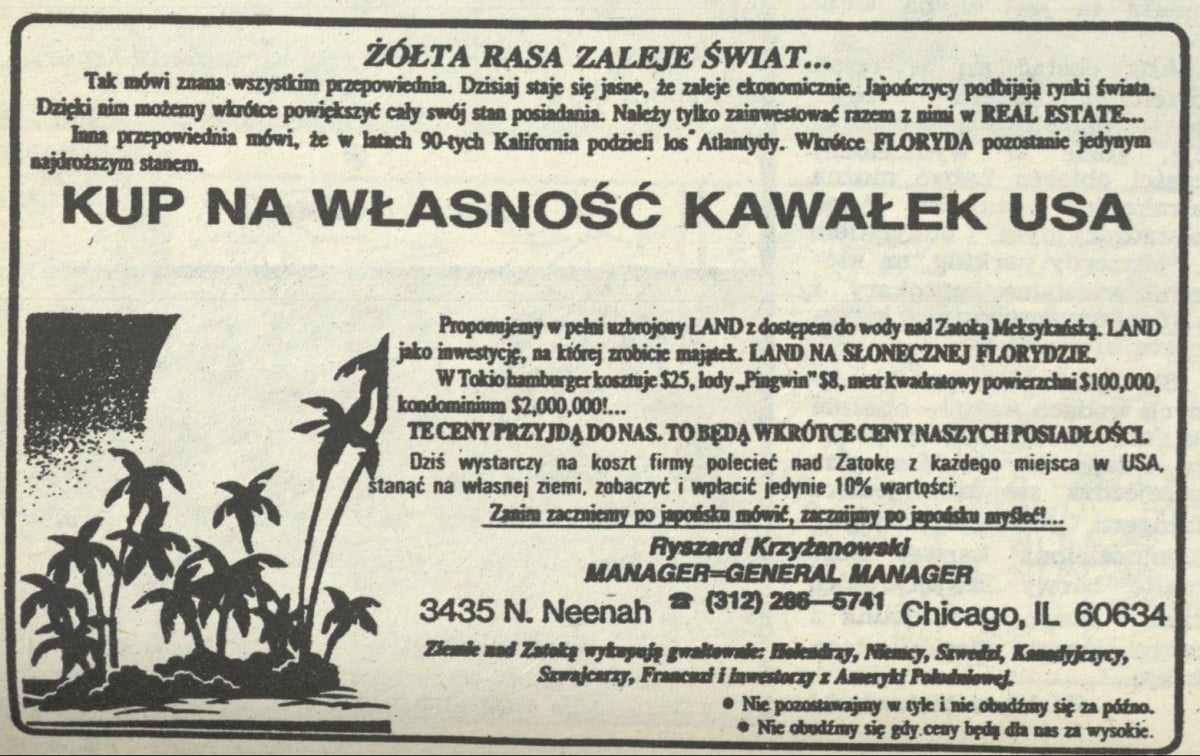 ŻÓŁTA RASA ZALEJE ŚWIAT...
Tak mówi znana wszystkim przepowiednia. Dzisiaj staje się jasne, że zaleje ekonomicznie. Japończycy podbijają rynki świata.
Dzięki nim możemy wkrótce powiększyć cały swój stan posiadania. Należy tylko zainwestować razem z nimi w REAL ESTATE...
Inna przepowiednia mówi, że w latach 90-tych Kalifornia podzieli los Atlantydy. Wkrótce FLORYDA pozostanie jedynym
najdroższym stanem.
KUP NA WŁASNOŚĆ KAWAŁEK USA
Proponujemy w pełni uzbrojony LAND z dostępem do wody nad Zatoką Meksykańską. LAND
jako inwestycję, na której zrobicie majątek. LAND NA SŁONECZNEJ FLORYDZIE.
W Tokio hamburger kosztuje $25, lody „Pingwin" $8, metr kwadratowy powierzchni $100,000,
kondominium $2,000,000!...
TE CENY PRZYJDĄ DO NAS. TO BĘDĄ WKRÓTCE CENY NASZYCH POSIADŁOŚCI.
Dziś wystarczy na koszt firmy polecieć nad Zatokę z każdego miejsca w USA,
stanąć na własnej ziemi, zobaczyć i wpłacić jedynie 10% wartości.
Zanim zaczniemy po japońsku mówić, zacznijmy po japońsku myśleć!...
Ryszard Krzyżanowski
MANAGER—GENERAL MANAGER
3435 N. Neenah ☎ (312) 286—5741 Chicago, IL 60634
Ziemie nad Zatoką wykupują gwałtownie: Holendrzy, Niemcy, Szwedzi, Kanadyjczycy,
Szwajcarzy, Francuzi i inwestorzy z Ameryki Południowej.
● Nie pozostawajmy w tyle i nie obudźmy się za późno.
● Nie obudźmy się gdy ceny będą dla nas za wysokie.